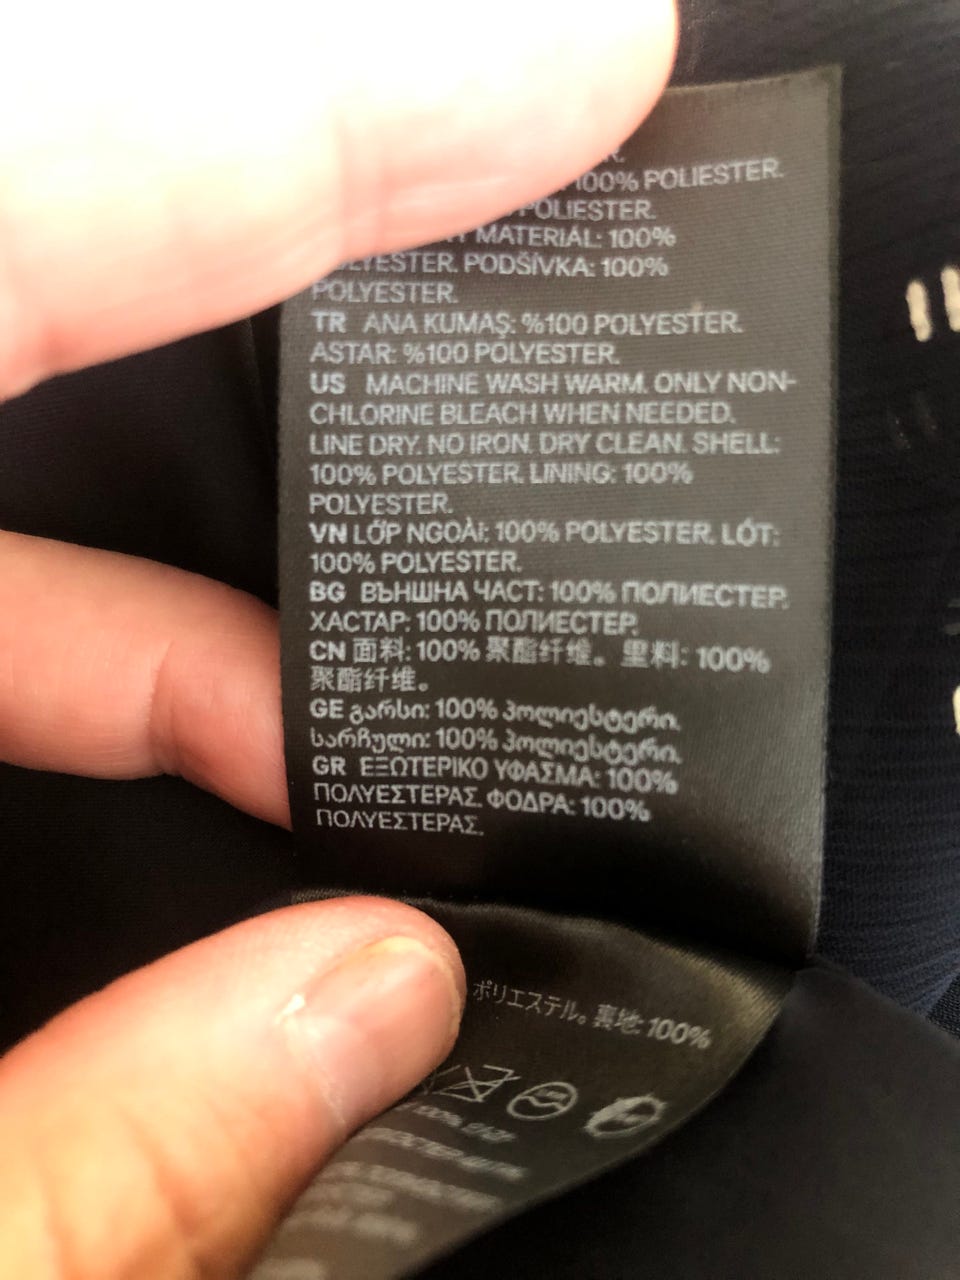 100% POLIESTER.
POLIESTER.
MATERIÁL: 100%
POLYESTER. PODŠÍVKA: 100%
POLYESTER.
TR ANA KUMAŞ: %100 POLYESTER.
ASTAR: %100 POLYESTER.
US MACHINE WASH WARM. ONLY NON-
CHLORINE BLEACH WHEN NEEDED.
LINE DRY. NO IRON. DRY CLEAN. SHELL:
100% POLYESTER. LINING: 100%
POLYESTER.
VN LỚP NGOÀI: 100% POLYESTER. LÓT:
100% POLYESTER.
BG ВЪНШНА ЧАСТ: 100% ПОЛИЕСТЕР.
ХАСТАР: 100% ПОЛИЕСТЕР.
CN 面料: 100% 聚酯纤维。里料: 100%
聚酯纤维。
GE გარსი: 100% პოლიესტერი.
სარჩული: 100% პოლიესტერი.
GR ΕΞΩΤΕΡΙΚΟ ΥΦΑΣΜΑ: 100%
ΠΟΛΥΕΣΤΕΡΑΣ. ΦΟΔΡΑ: 100%
ΠΟΛΥΕΣΤΕΡΑΣ.
ポリエステル。裏地: 100%